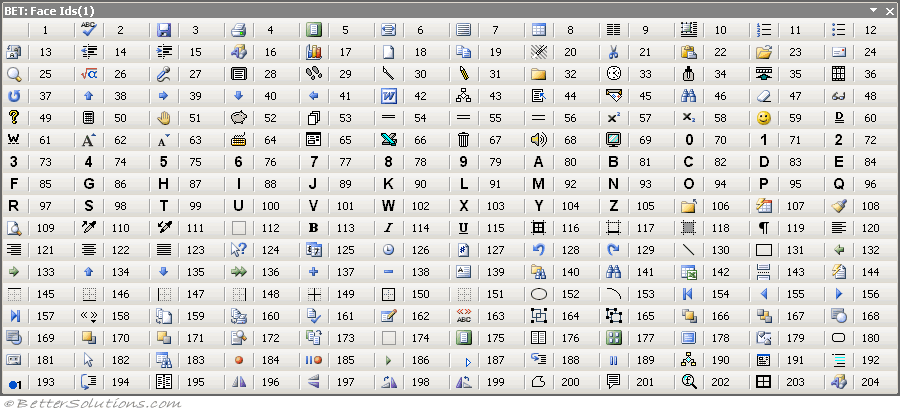 BET: Face Ids(1)
1 ABC 2 3 4 5 6 7 8 9 10 11 12
13 14 15 16 17 18 19 20 21 22 23 24
25 √α 26 27 28 29 30 31 32 33 34 35 36
37 38 39 40 41 W 42 43 44 45 46 47 48
? 49 50 51 52 53 54 55 56 x² 57 x₂ 58 59 D 60
W 61 A 62 A 63 64 65 66 67 68 69 0 70 1 71 2 72
3 73 4 74 5 75 6 76 7 77 8 78 9 79 A 80 B 81 C 82 D 83 E 84
F 85 G 86 H 87 I 88 J 89 K 90 L 91 M 92 N 93 O 94 P 95 Q 96
R 97 S 98 T 99 U 100 V 101 W 102 X 103 Y 104 Z 105 106 107 108
109 110 111 112 B 113 I 114 U 115 116 117 118 ¶ 119 120
121 122 123 ? 124 7 125 126 # 127 128 129 130 131 132
133 134 135 136 137 138 A 139 140 141 142 143 144
145 146 147 148 149 150 151 152 153 154 155 156
157 «» 158 159 160 161 162 «» ABC 163 164 165 166 167 168
169 170 171 172 173 174 175 176 177 178 179 180
181 182 183 184 185 186 187 188 189 190 191 192
1 193 194 195 196 197 198 199 200 201 202 203 204
©BetterSolutions.com